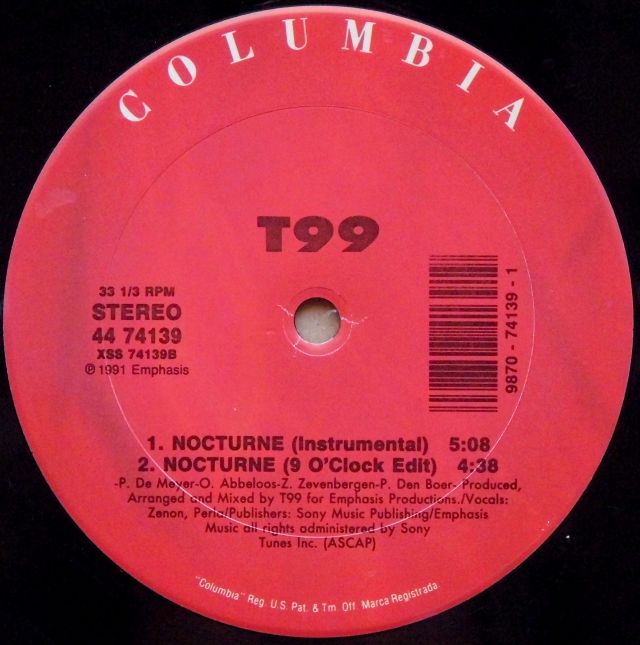 COLUMBIA
T99
33 1/3 RPM
STEREO
44 74139
XSS 74139B
℗ 1991 Emphasis
9870 - 74139 - 1
1. NOCTURNE (Instrumental) 5:08
2. NOCTURNE (9 O'Clock Edit) 4:38
-P. De Meyer-O. Abbeloos-Z. Zevenbergen-P. Den Boer- Produced,
Arranged and Mixed by T99 for Emphasis Productions./Vocals:
Zenon, Perla/Publishers: Sony Music Publishing/Emphasis
Music all rights administered by Sony
Tunes Inc. (ASCAP)
"Columbia" Reg. U.S. Pat. & Tm. Off. Marca Registrada.